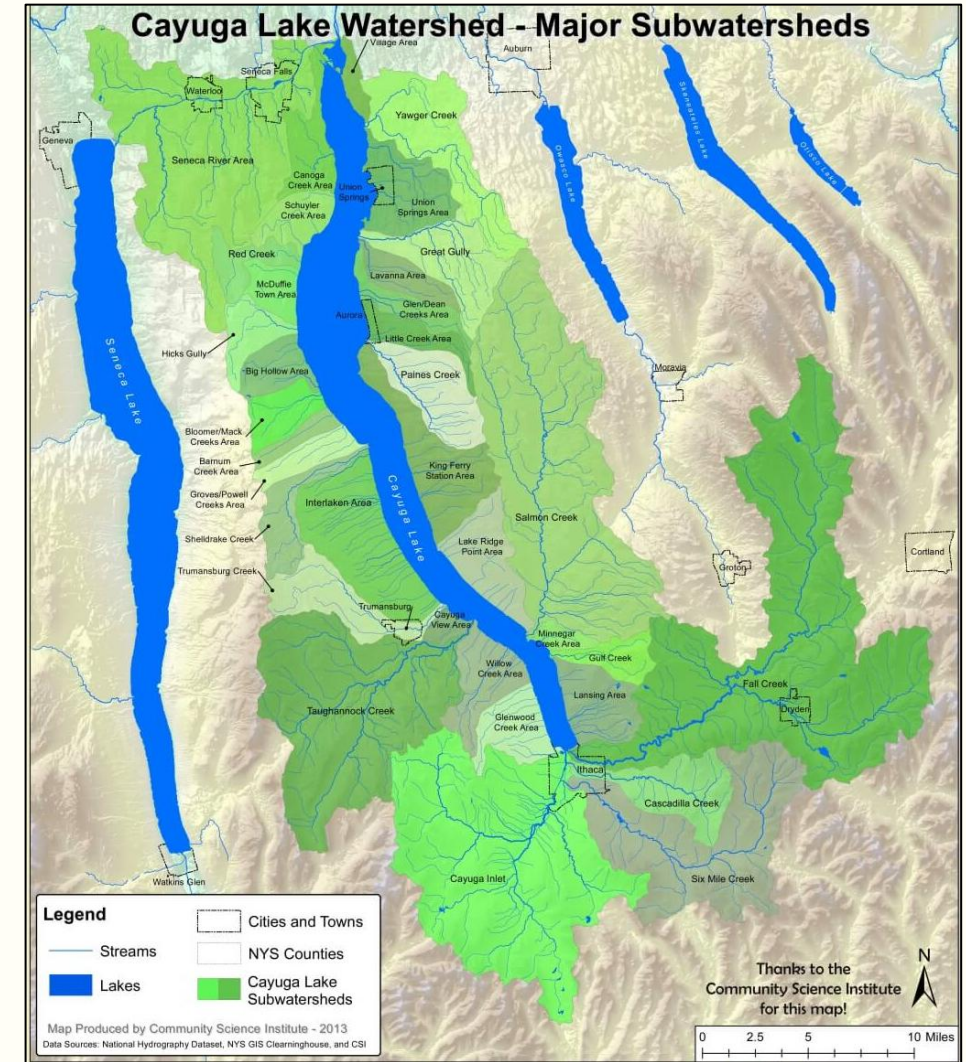 Cayuga Lake Watershed - Major Subwatersheds
Village Area
Auburn
Seneca Falls
Waterloo
Yawger Creek
Geneva
Seneca River Area
Skaneateles Lake
Otisco Lake
Owasco Lake
Canoga
Creek Area
Union
Springs
Union
Springs Area
Schuyler
Creek Area
Red Creek
Great Gully
Lavanna Area
McDuffie
Town Area
Glen/Dean
Creeks Area
Aurora
Little Creek Area
Hicks Gully
Seneca Lake
Big Hollow Area
Paines Creek
Moravia
Bloomer/Mack
Creeks Area
Barnum
Creek Area
King Ferry
Station Area
Groves/Powell
Creeks Area
Interlaken Area
Cayuga Lake
Salmon Creek
Sheldrake Creek
Lake Ridge
Point Area
Cortland
Trumansburg Creek
Groton
Trumansburg
Cayuga
View Area
Minnegar
Creek Area
Gulf Creek
Willow
Creek Area
Fall Creek
Lansing Area
Dryden
Taughannock Creek
Glenwood
Creek Area
Ithaca
Cascadilla Creek
Cayuga Inlet
Six Mile Creek
Watkins Glen
Legend
Streams
Lakes
Cities and Towns
NYS Counties
Cayuga Lake
Subwatersheds
Map Produced by Community Science Institute - 2013
Data Sources: National Hydrography Dataset, NYS GIS Clearninghouse, and CSI
Thanks to the
Community Science Institute
for this map!
N
0 2.5 5 10 Miles